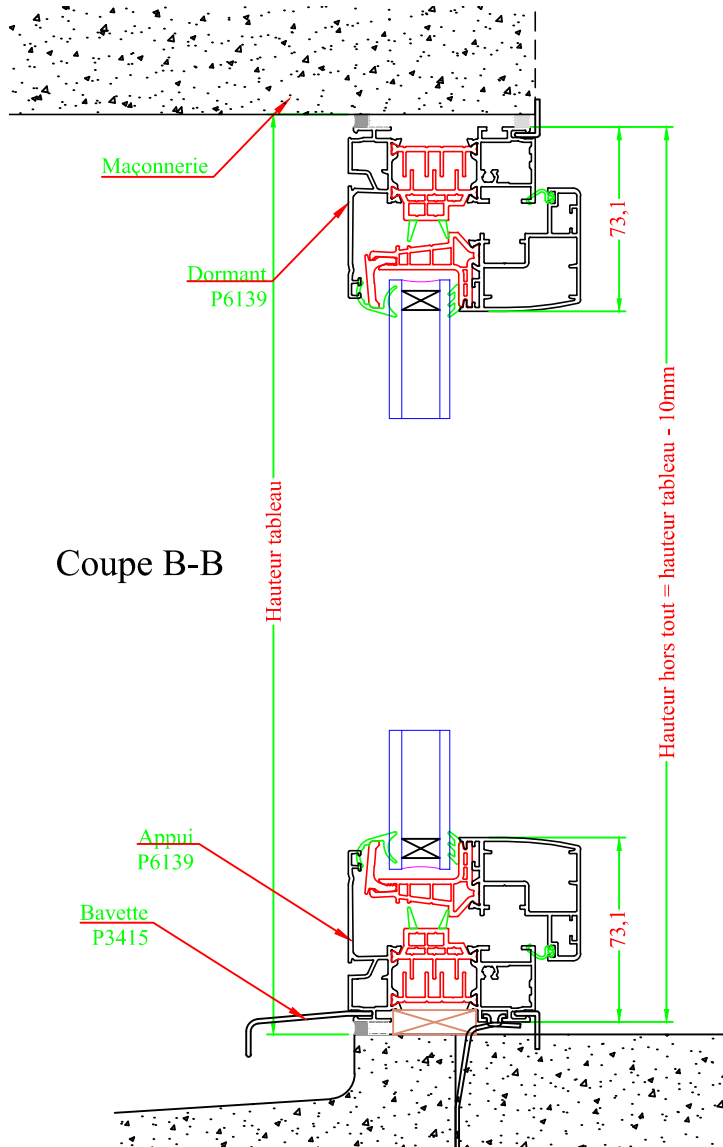 Maçonnerie
Dormant
P6139
73,1
Hauteur tableau
Hauteur hors tout = hauteur tableau - 10mm
Coupe B-B
Appui
P6139
Bavette
P3415
73,1